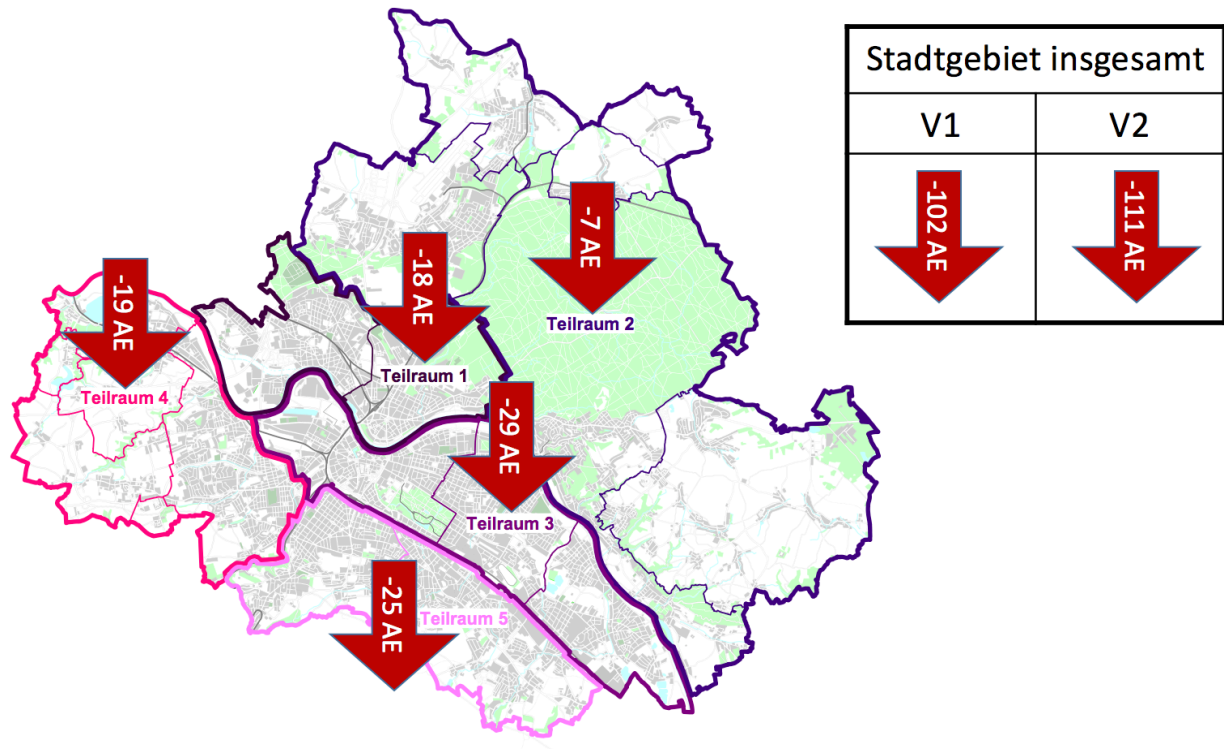 Stadtgebiet insgesamt
V1 V2
-102 AE -111 AE
-7 AE
Teilraum 2
-18 AE
Teilraum 1
-19 AE
Teilraum 4
-29 AE
Teilraum 3
-25 AE
Teilraum 5